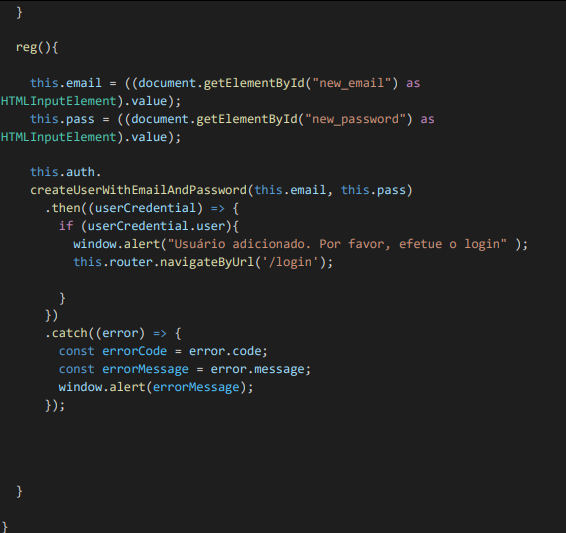 }
reg(){
this.email = ((document.getElementById("new_email") as
HTMLInputElement).value);
this.pass = ((document.getElementById("new_password") as
HTMLInputElement).value);
this.auth.
createUserWithEmailAndPassword(this.email, this.pass)
.then((userCredential) => {
if (userCredential.user){
window.alert("Usuário adicionado. Por favor, efetue o login" );
this.router.navigateByUrl('/login');
}
})
.catch((error) => {
const errorCode = error.code;
const errorMessage = error.message;
window.alert(errorMessage);
});
}
}